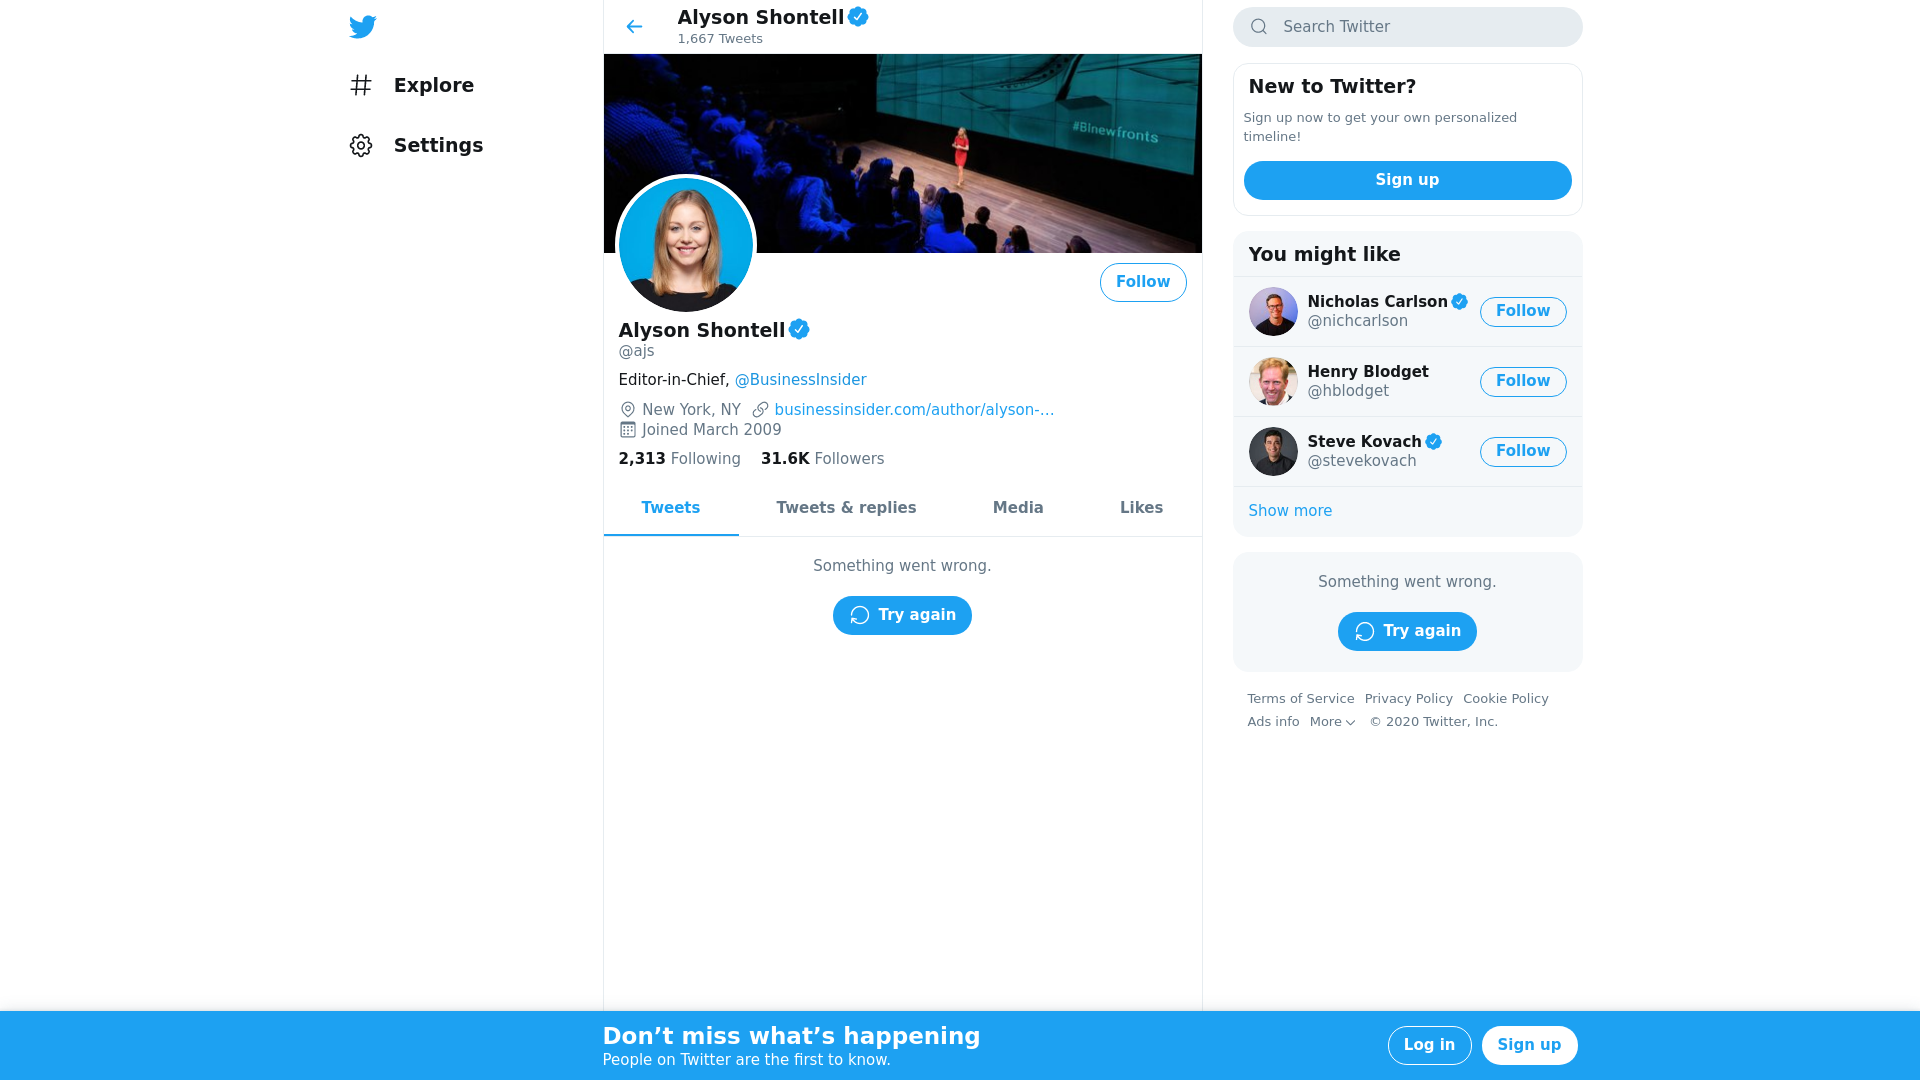 Explore
Settings
Alyson Shontell
1,667 Tweets
#BInewfronts
Follow
Alyson Shontell
@ajs
Editor-in-Chief, @BusinessInsider
New York, NY businessinsider.com/author/alyson-…
Joined March 2009
2,313 Following 31.6K Followers
Tweets Tweets & replies Media Likes
Something went wrong.
Try again
Search Twitter
New to Twitter?
Sign up now to get your own personalized
timeline!
Sign up
You might like
Nicholas Carlson
@nichcarlson
Follow
Henry Blodget
@hblodget
Follow
Steve Kovach
@stevekovach
Follow
Show more
Something went wrong.
Try again
Terms of Service Privacy Policy Cookie Policy
Ads info More © 2020 Twitter, Inc.
Don’t miss what’s happening
People on Twitter are the first to know.
Log in Sign up